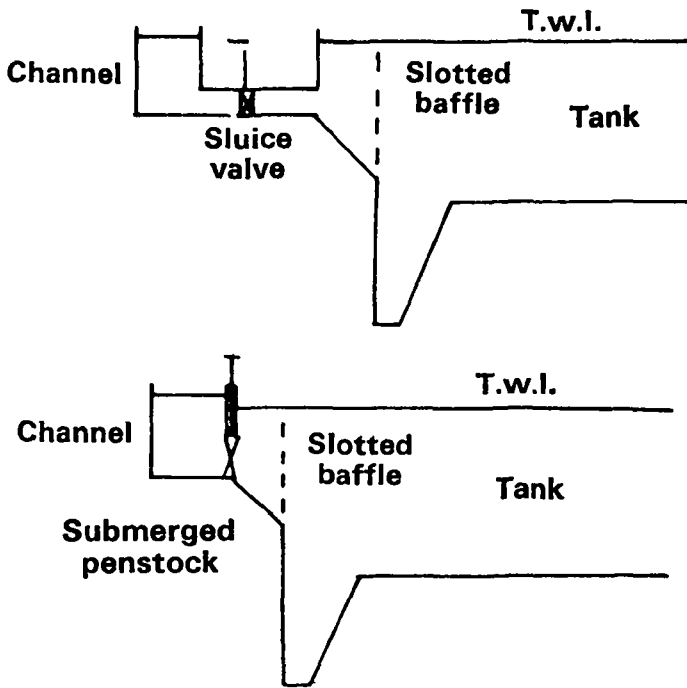 T.w.l.
Channel
Slotted
baffle
Tank
Sluice
valve
T.w.l.
Channel
Slotted
baffle
Tank
Submerged
penstock